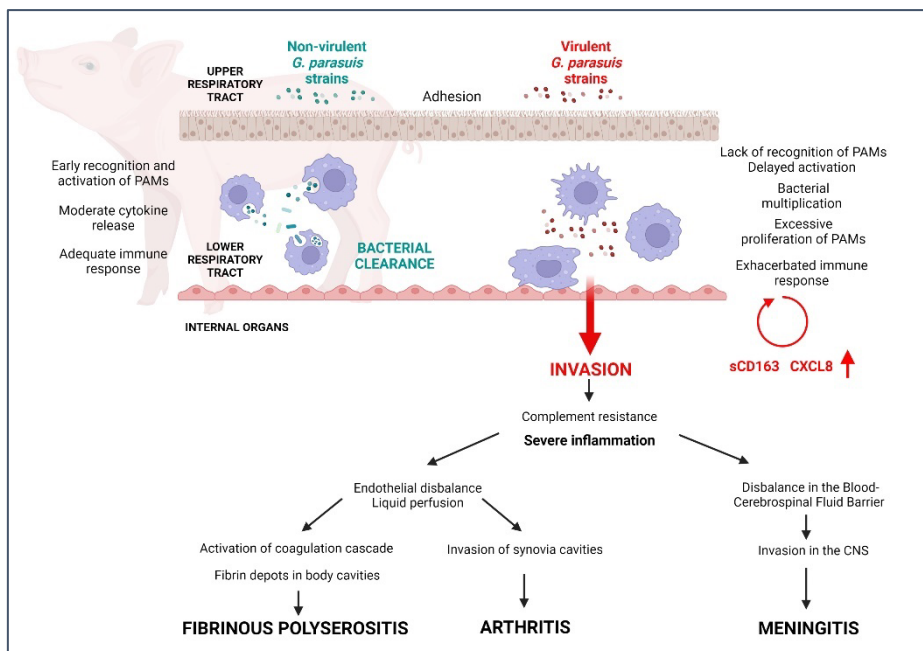 Non-virulent
G. parasuis
strains
Virulent
G. parasuis
strains
UPPER
RESPIRATORY
TRACT
Adhesion
Early recognition and
activation of PAMs
Moderate cytokine
release
Adequate immune
response
LOWER
RESPIRATORY
TRACT
BACTERIAL
CLEARANCE
Lack of recognition of PAMs
Delayed activation
Bacterial
multiplication
Excessive
proliferation of PAMs
Exhacerbated immune
response
INTERNAL ORGANS
sCD163 CXCL8
INVASION
Complement resistance
Severe inflammation
Endothelial disbalance
Liquid perfusion
Disbalance in the Blood-
Cerebrospinal Fluid Barrier
Activation of coagulation cascade
Invasion of synovia cavities
Invasion in the CNS
Fibrin depots in body cavities
FIBRINOUS POLYSEROSITIS
ARTHRITIS
MENINGITIS